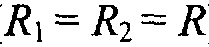 R₁ = R₂ = R